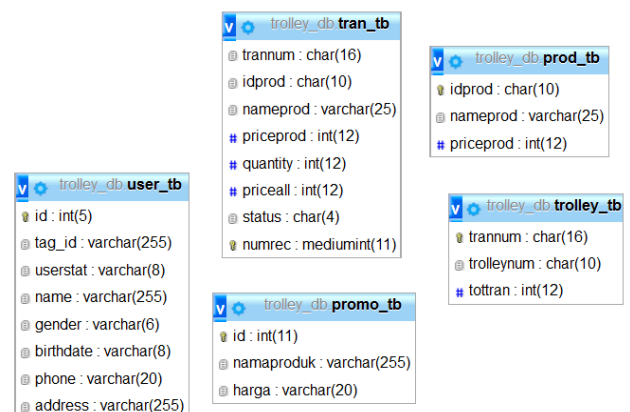 trolley_db tran_tb
trannum : char(16)
idprod : char(10)
nameprod : varchar(25)
# priceprod : int(12)
# quantity : int(12)
# priceall : int(12)
status : char(4)
numrec : mediumint(11)
trolley_db prod_tb
idprod : char(10)
nameprod : varchar(25)
# priceprod : int(12)
trolley_db user_tb
id : int(5)
tag_id : varchar(255)
userstat : varchar(8)
name : varchar(255)
gender : varchar(6)
birthdate : varchar(8)
phone : varchar(20)
address : varchar(255)
trolley_db promo_tb
id : int(11)
namaproduk : varchar(255)
harga : varchar(20)
trolley_db trolley_tb
trannum : char(16)
trolleynum : char(10)
# tottran : int(12)